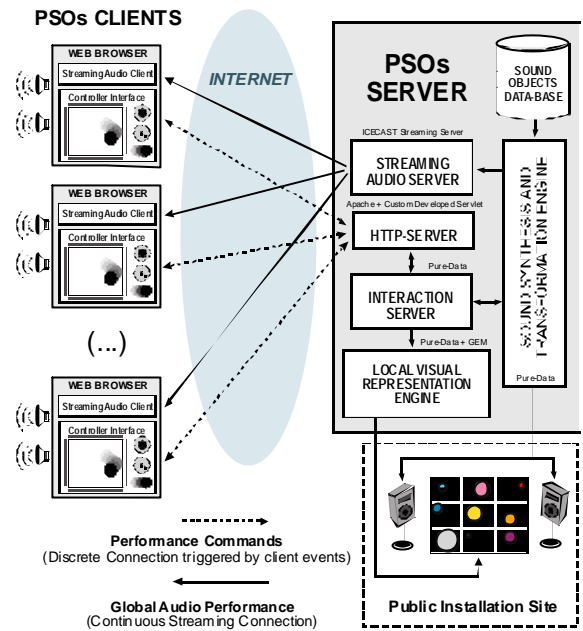 PSOs CLIENTS
WEB BROWSER
Streaming Audio Client
Controller Interface
WEB BROWSER
Streaming Audio Client
Controller Interface
(...)
WEB BROWSER
Streaming Audio Client
Controller Interface
INTERNET
PSOs
SERVER
SOUND
OBJECTS
DATA-BASE
ICECAST Streaming Server
STREAMING
AUDIO SERVER
Apache + Custom Developed Servlet
HTTP-SERVER
Pure-Data
INTERACTION
SERVER
Pure-Data + GEM
LOCAL VISUAL
REPRESENTATION
ENGINE
SOUND SYNTHESIS AND
TRANSFORMATION ENGINE
Pure-Data
Public Installation Site
Performance Commands
(Discrete Connection triggered by client events)
Global Audio Performance
(Continuous Streaming Connection)